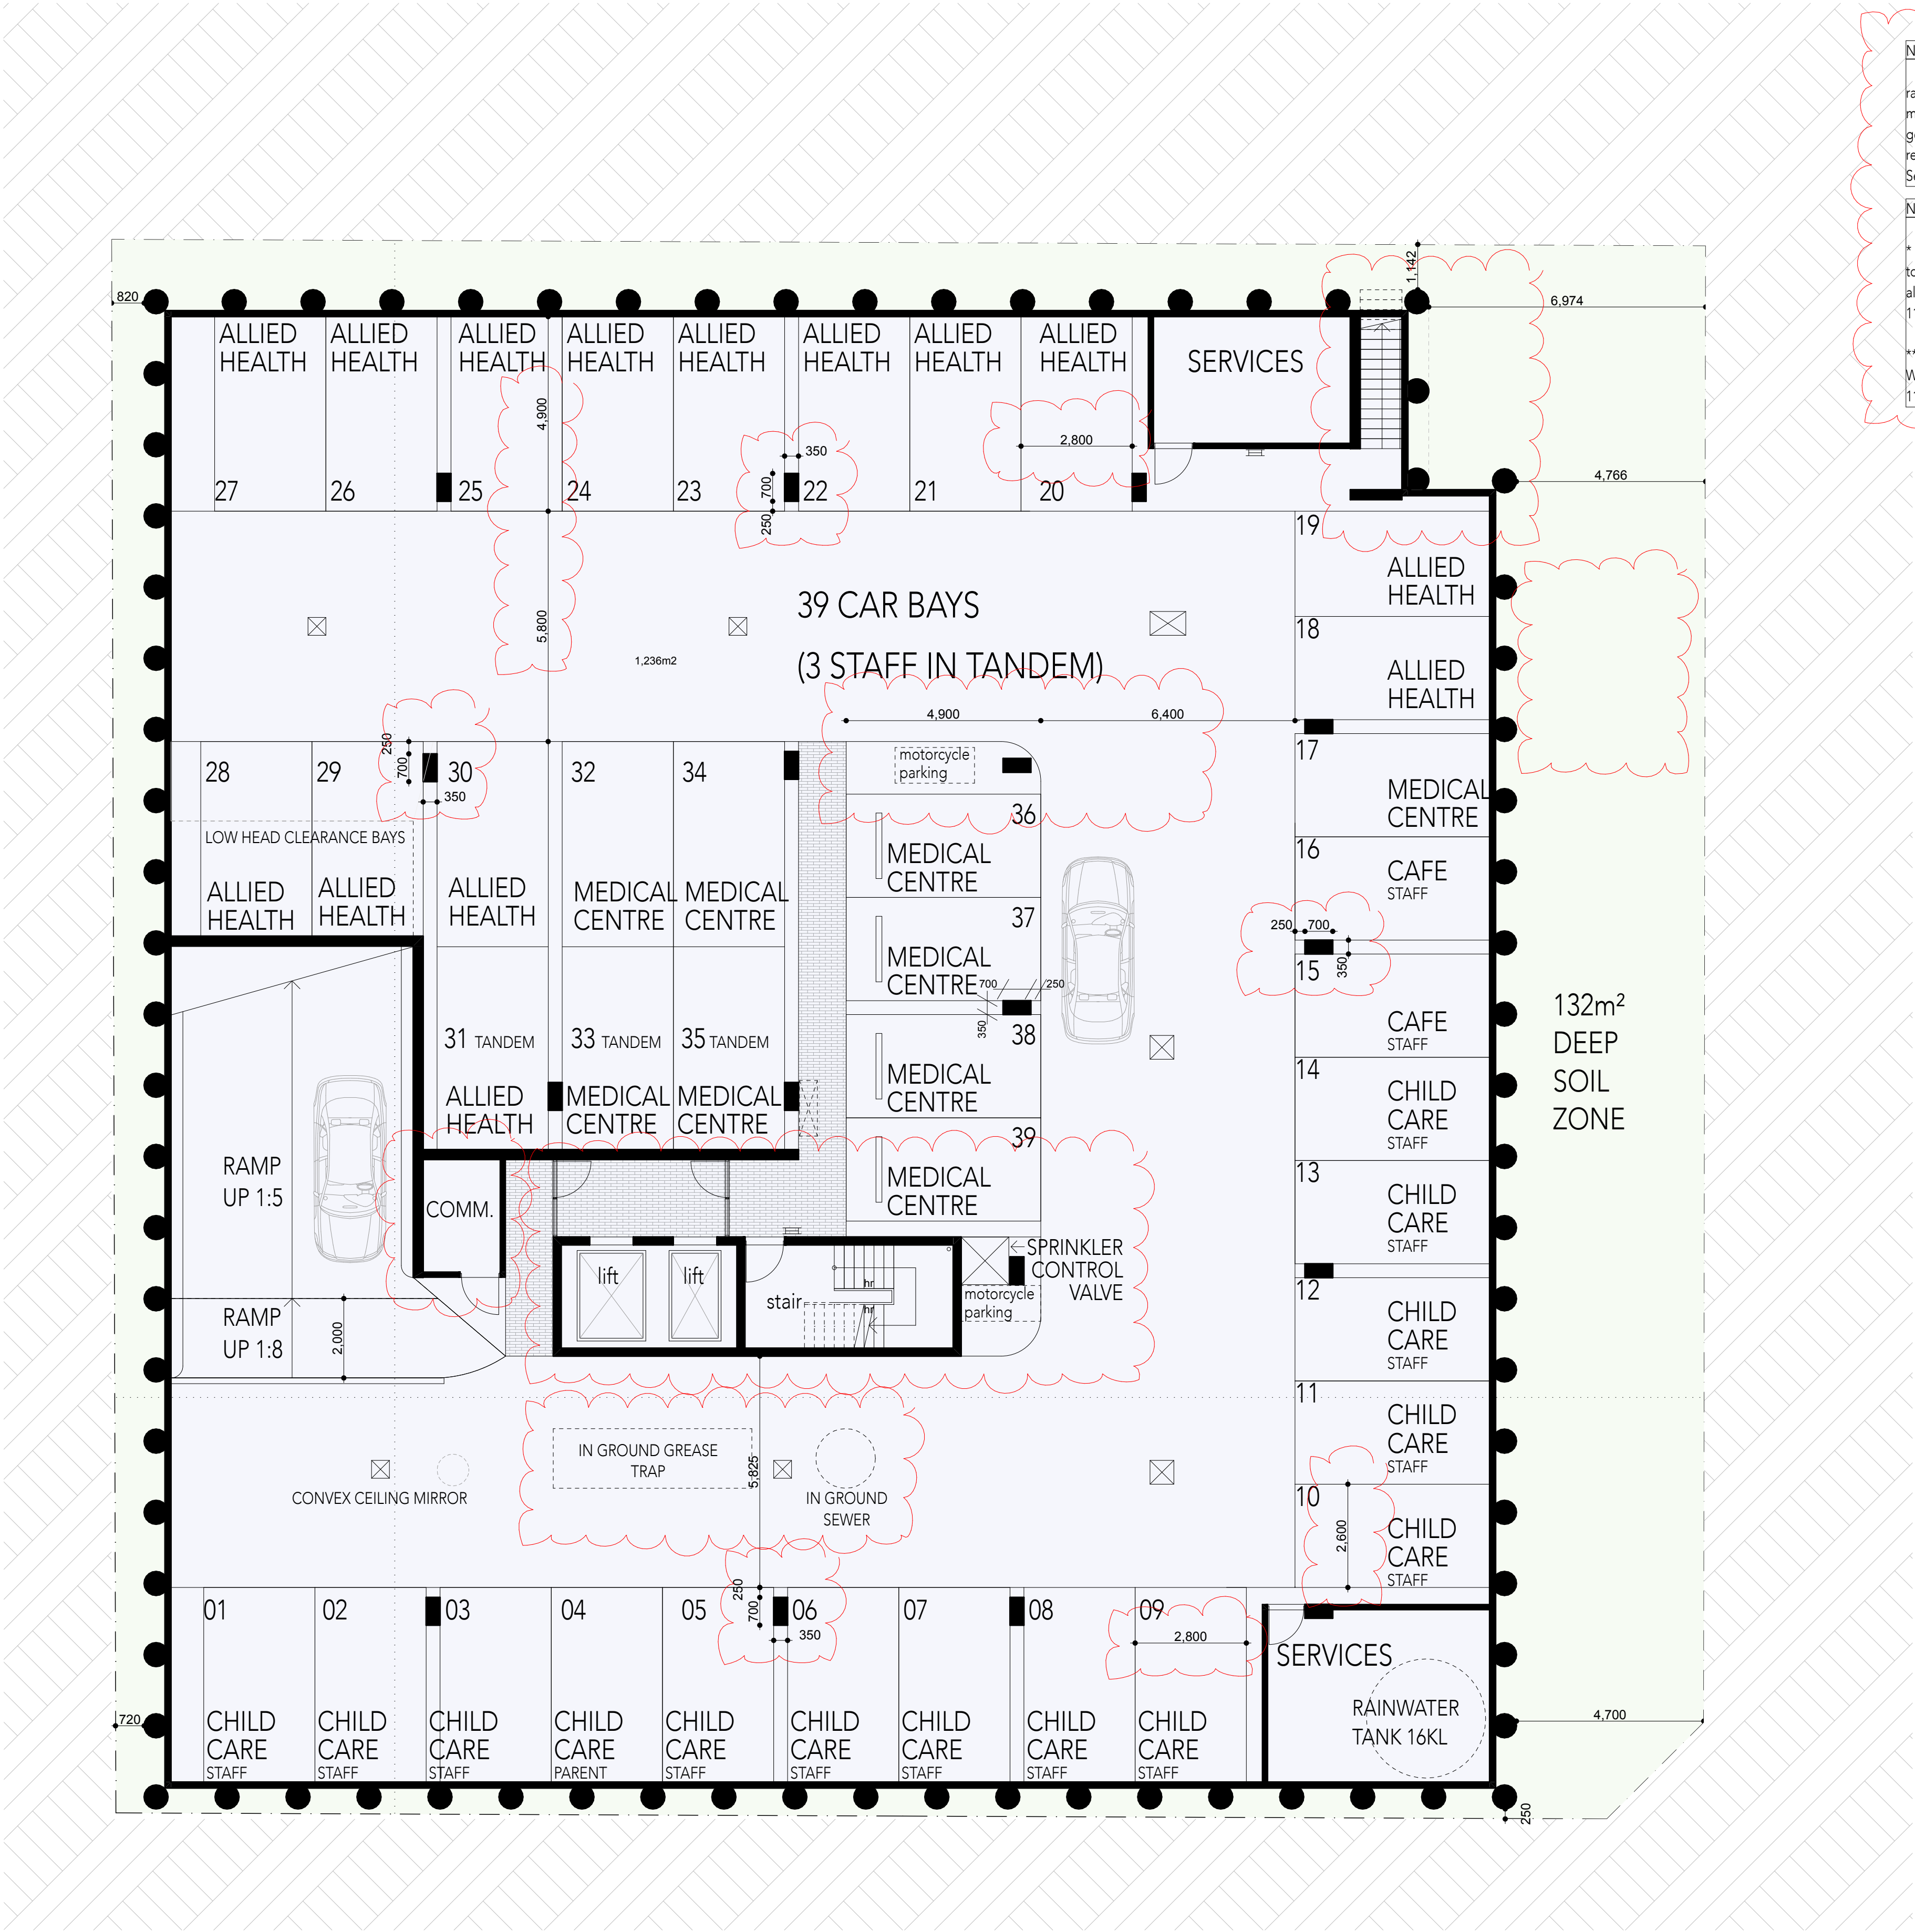 N
ra
m
g
re
S
N
*
to
al
11
**
W
11
1,142
820
6,974
ALLIED HEALTH
ALLIED HEALTH
ALLIED HEALTH
ALLIED HEALTH
ALLIED HEALTH
ALLIED HEALTH
ALLIED HEALTH
ALLIED HEALTH
SERVICES
4,900
2,800
350
700
250
27
26
25
24
23
22
21
20
4,766
19
ALLIED
HEALTH
18
ALLIED
HEALTH
39 CAR BAYS
(3 STAFF IN TANDEM)
5,800
1,236m2
4,900
6,400
250
700
350
28
29
30
32
34
motorcycle
parking
36
LOW HEAD CLEARANCE BAYS
ALLIED
HEALTH
ALLIED
HEALTH
ALLIED
HEALTH
MEDICAL
CENTRE
MEDICAL
CENTRE
MEDICAL
CENTRE
37
MEDICAL
CENTRE
700
250
350
38
MEDICAL
CENTRE
39
MEDICAL
CENTRE
17
MEDICAL
CENTRE
16
CAFE
STAFF
250
700
350
15
CAFE
STAFF
14
CHILD
CARE
STAFF
13
CHILD
CARE
STAFF
12
CHILD
CARE
STAFF
11
CHILD
CARE
STAFF
10
CHILD
CARE
STAFF
2,600
132m²
DEEP
SOIL
ZONE
31 TANDEM
33 TANDEM
35 TANDEM
ALLIED
HEALTH
MEDICAL
CENTRE
MEDICAL
CENTRE
RAMP
UP 1:5
COMM.
RAMP
UP 1:8
2,000
lift
lift
stair
hr
hr
SPRINKLER
CONTROL
VALVE
motorcycle
parking
IN GROUND GREASE
TRAP
5,825
CONVEX CEILING MIRROR
IN GROUND
SEWER
250
700
350
01
02
03
04
05
06
07
08
09
2,800
CHILD
CARE
STAFF
CHILD
CARE
STAFF
CHILD
CARE
STAFF
CHILD
CARE
PARENT
CHILD
CARE
STAFF
CHILD
CARE
STAFF
CHILD
CARE
STAFF
CHILD
CARE
STAFF
CHILD
CARE
STAFF
SERVICES
RAINWATER
TANK 16KL
720
4,700
250